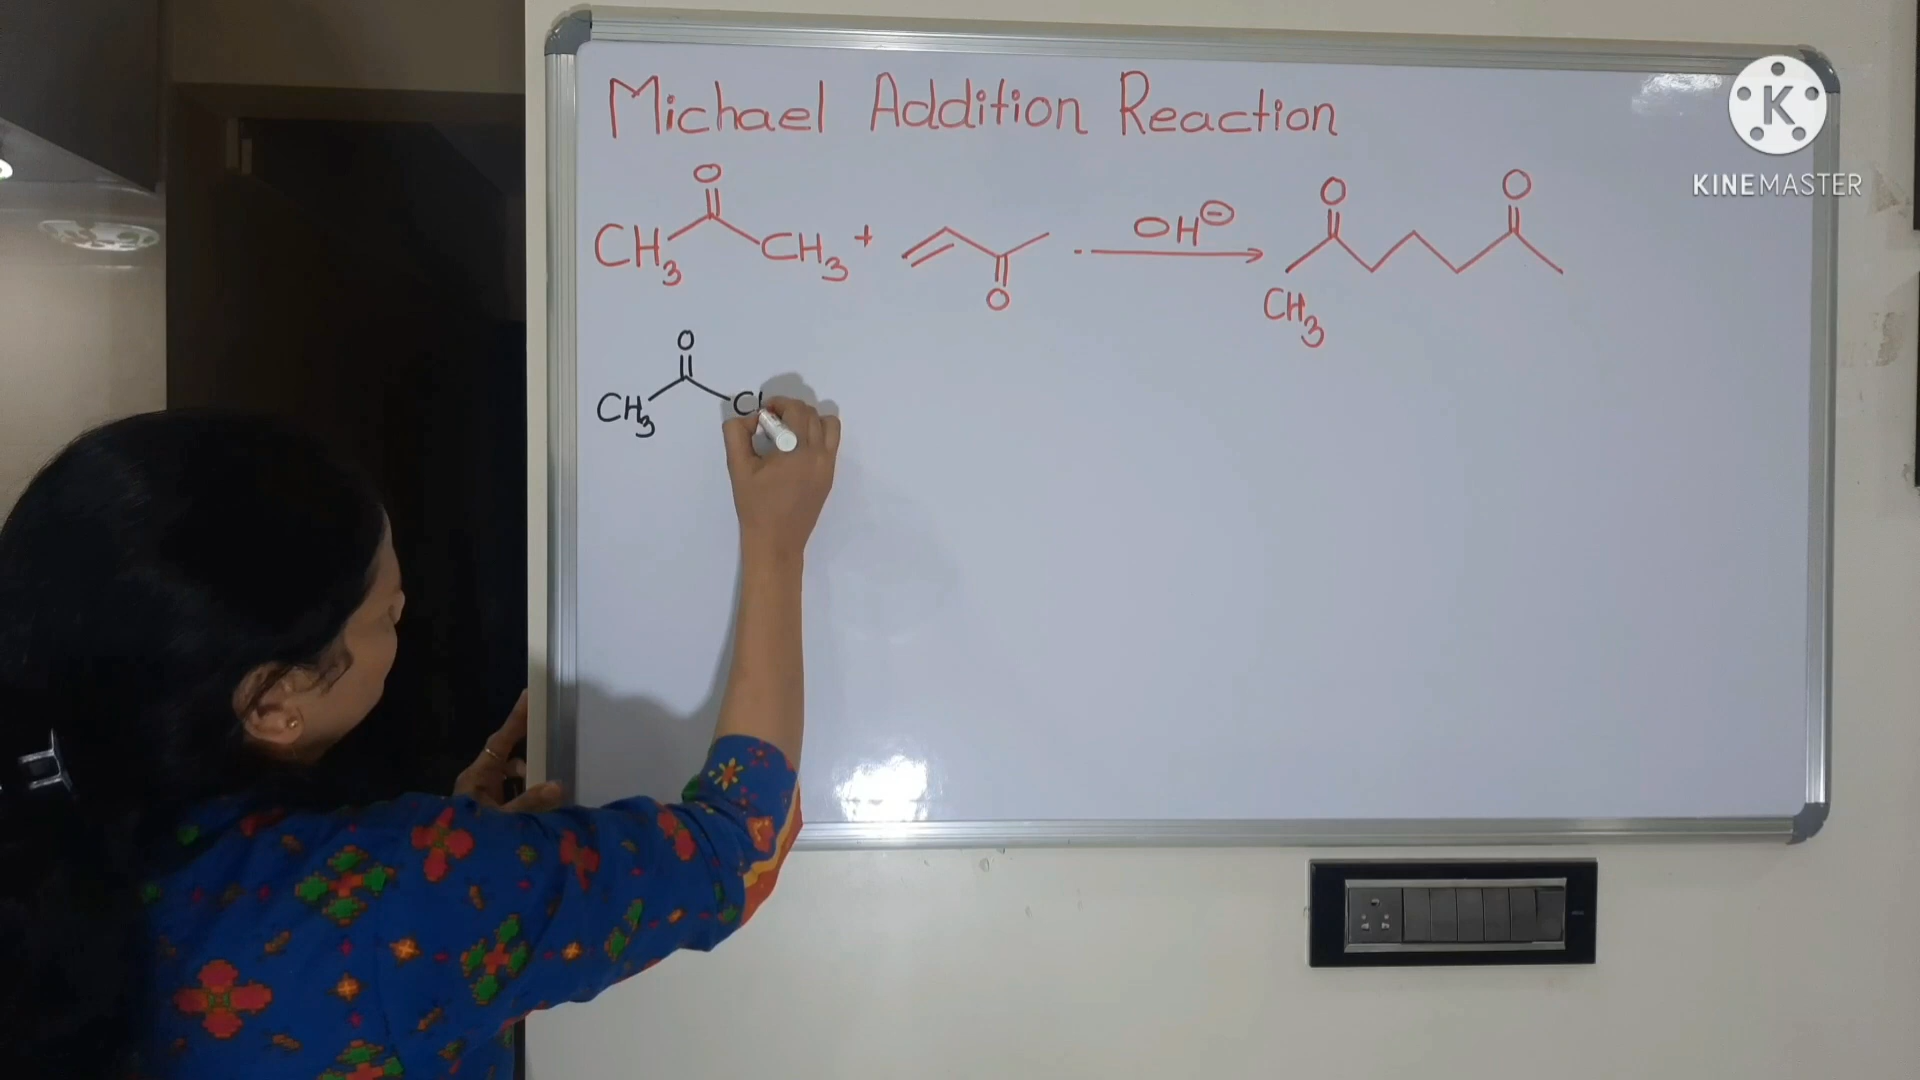 Michael Addition Reaction
K
KINEMASTER
O O O
CH3 CH3 + O OH⊖
CH3
O
CH3 C